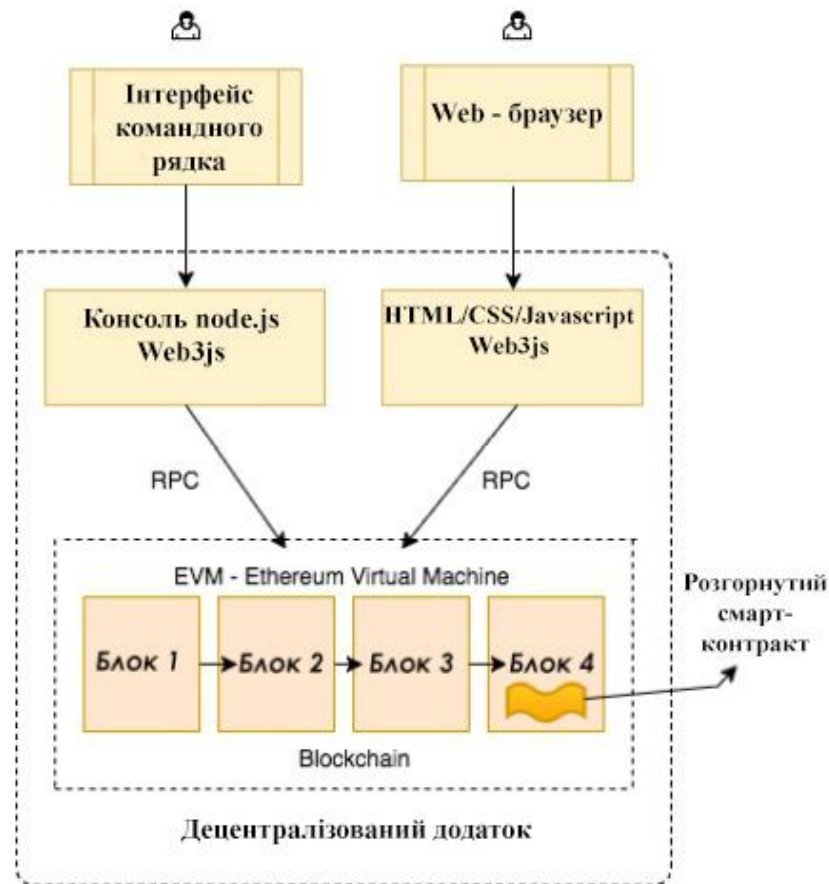 Інтерфейс
командного
рядка
Web - браузер
Консоль node.js
Web3js
HTML/CSS/Javascript
Web3js
RPC
RPC
EVM - Ethereum Virtual Machine
Блок 1
Блок 2
Блок 3
Блок 4
Blockchain
Розгорнутий
смарт-
контракт
Децентралізований додаток